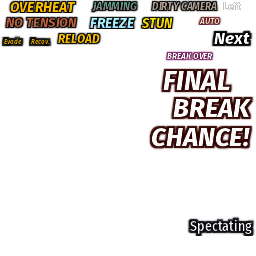 OVERHEAT JAMMING DIRTY CAMERA Left
NO TENSION FREEZE STUN AUTO
Evade Recov. RELOAD Next
BREAK OVER
FINAL
BREAK
CHANCE!
Spectating